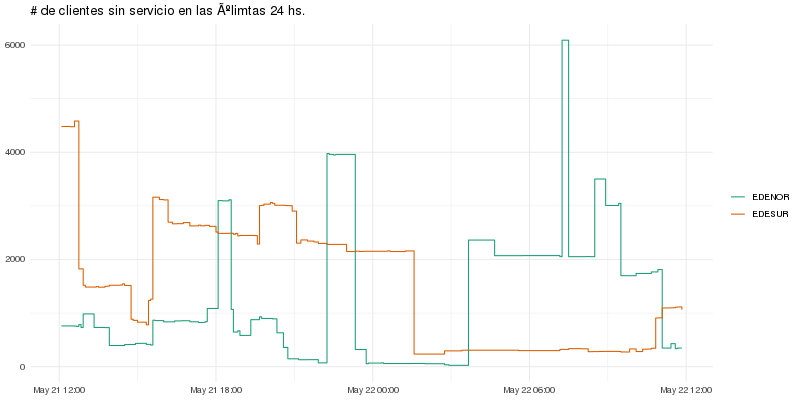 # de clientes sin servicio en las Ãºlimtas 24 hs.
6000
4000
2000
0
May 21 12:00
May 21 18:00
May 22 00:00
May 22 06:00
May 22 12:00
EDENOR
EDESUR